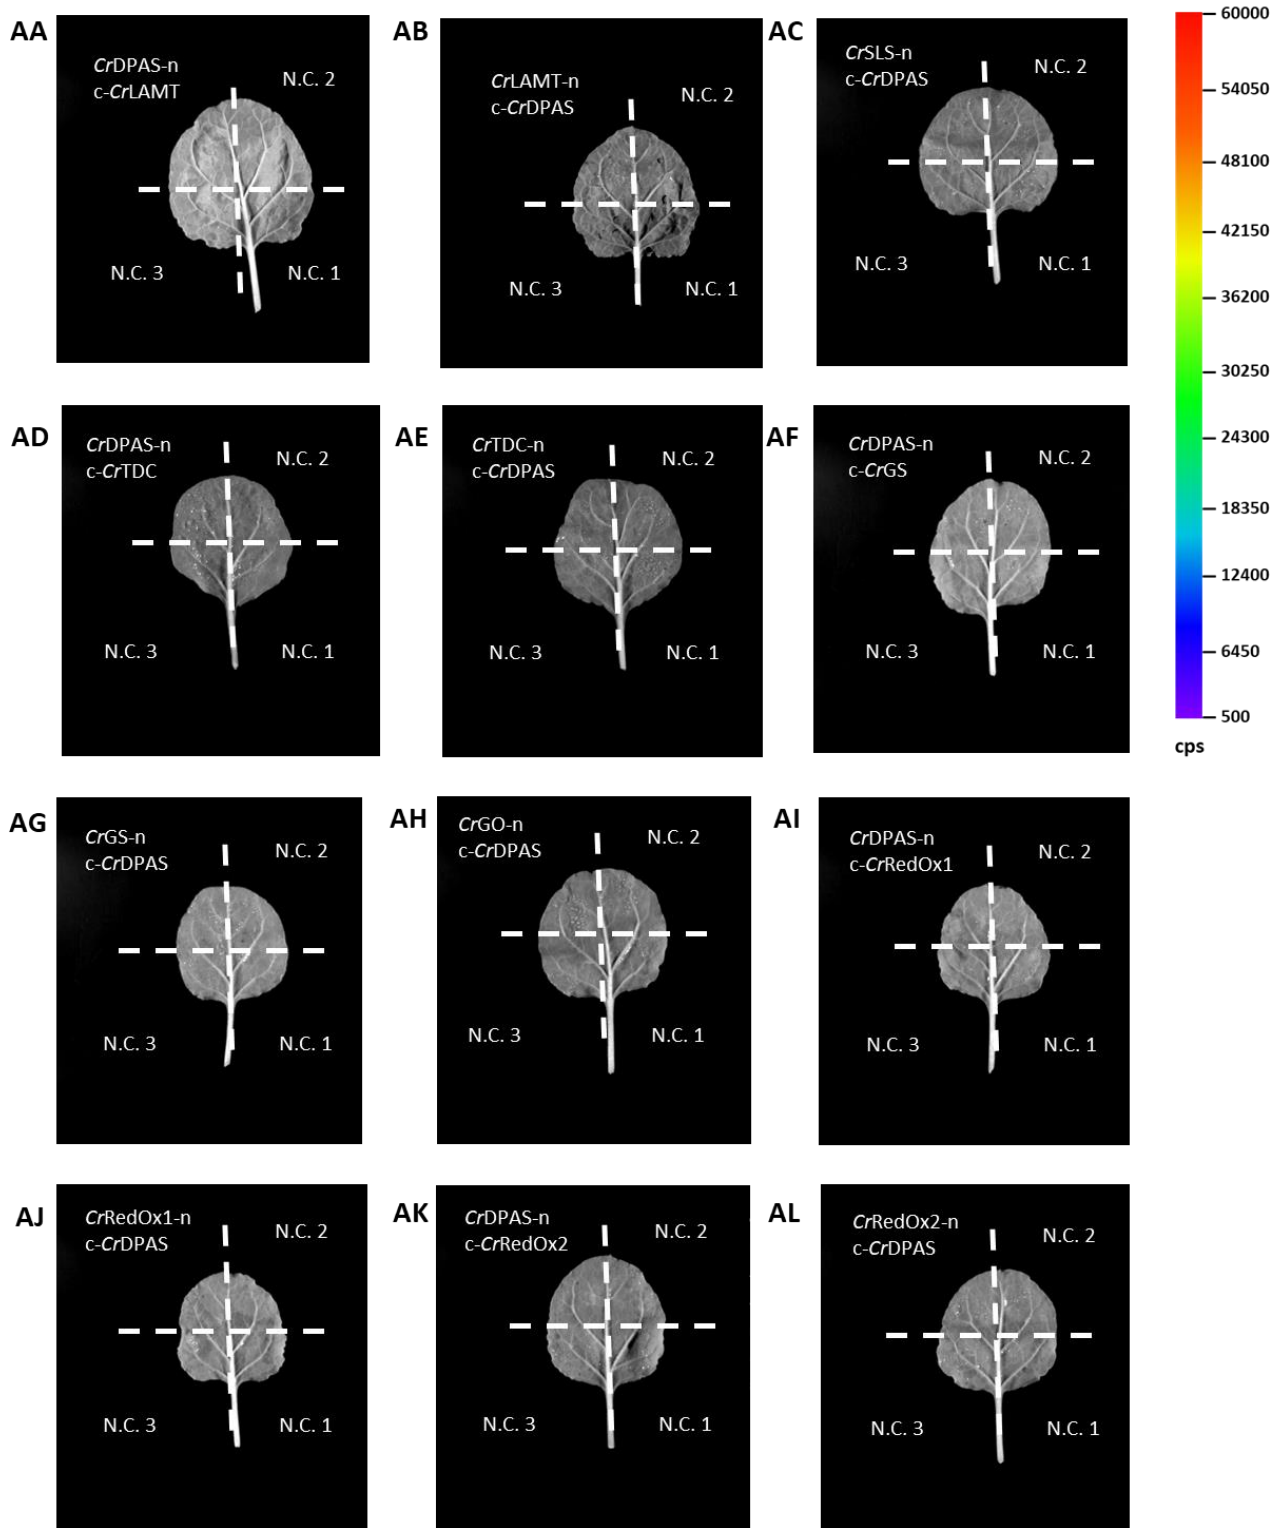 AA
CrDPAS-n
c-CrLAMT
N.C. 2
N.C. 3
N.C. 1
AB
CrLAMT-n
c-CrDPAS
N.C. 2
N.C. 3
N.C. 1
AC
CrSLS-n
c-CrDPAS
N.C. 2
N.C. 3
N.C. 1
60000
54050
48100
42150
36200
30250
24300
18350
12400
6450
500
cps
AD
CrDPAS-n
c-CrTDC
N.C. 2
N.C. 3
N.C. 1
AE
CrTDC-n
c-CrDPAS
N.C. 2
N.C. 3
N.C. 1
AF
CrDPAS-n
c-CrGS
N.C. 2
N.C. 3
N.C. 1
AG
CrGS-n
c-CrDPAS
N.C. 2
N.C. 3
N.C. 1
AH
CrGO-n
c-CrDPAS
N.C. 2
N.C. 3
N.C. 1
AI
CrDPAS-n
c-CrRedOx1
N.C. 2
N.C. 3
N.C. 1
AJ
CrRedOx1-n
c-CrDPAS
N.C. 2
N.C. 3
N.C. 1
AK
CrDPAS-n
c-CrRedOx2
N.C. 2
N.C. 3
N.C. 1
AL
CrRedOx2-n
c-CrDPAS
N.C. 2
N.C. 3
N.C. 1